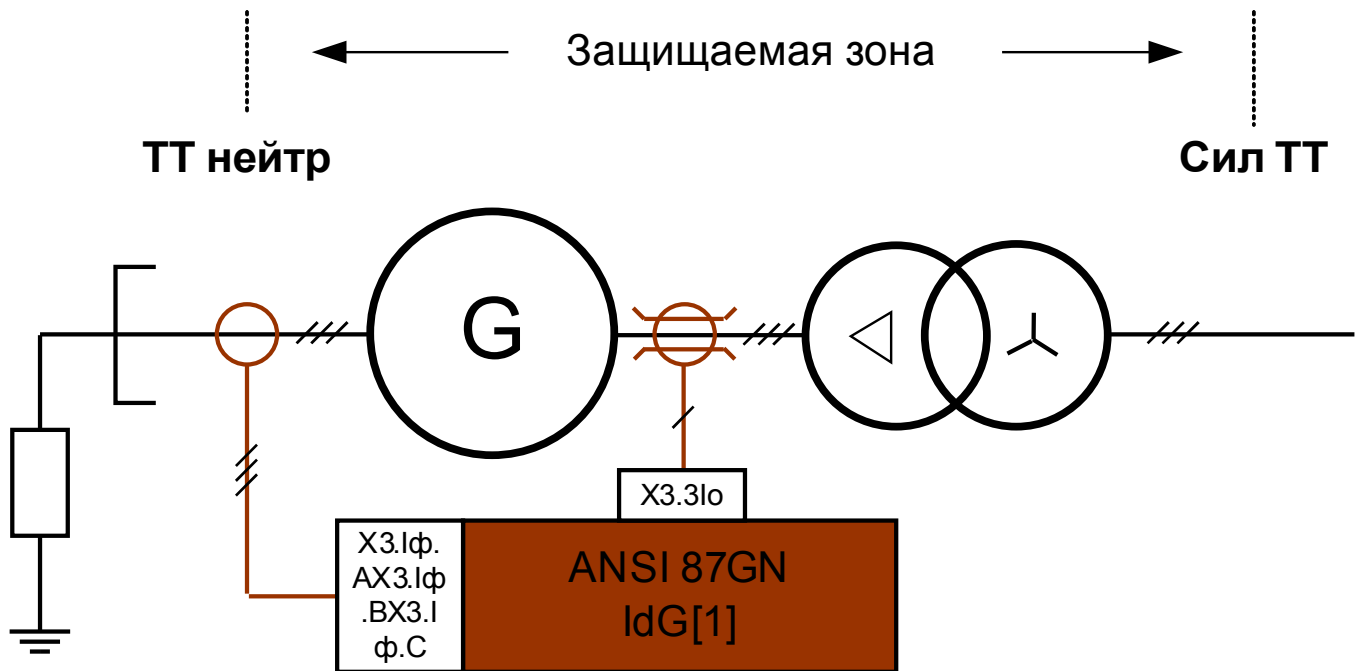 Защищаемая зона
ТТ нейтр
Сил ТТ
G
X3.3Io
X3.Iф.
AX3.Iф
.BX3.I
ф.C
ANSI 87GN
IdG[1]